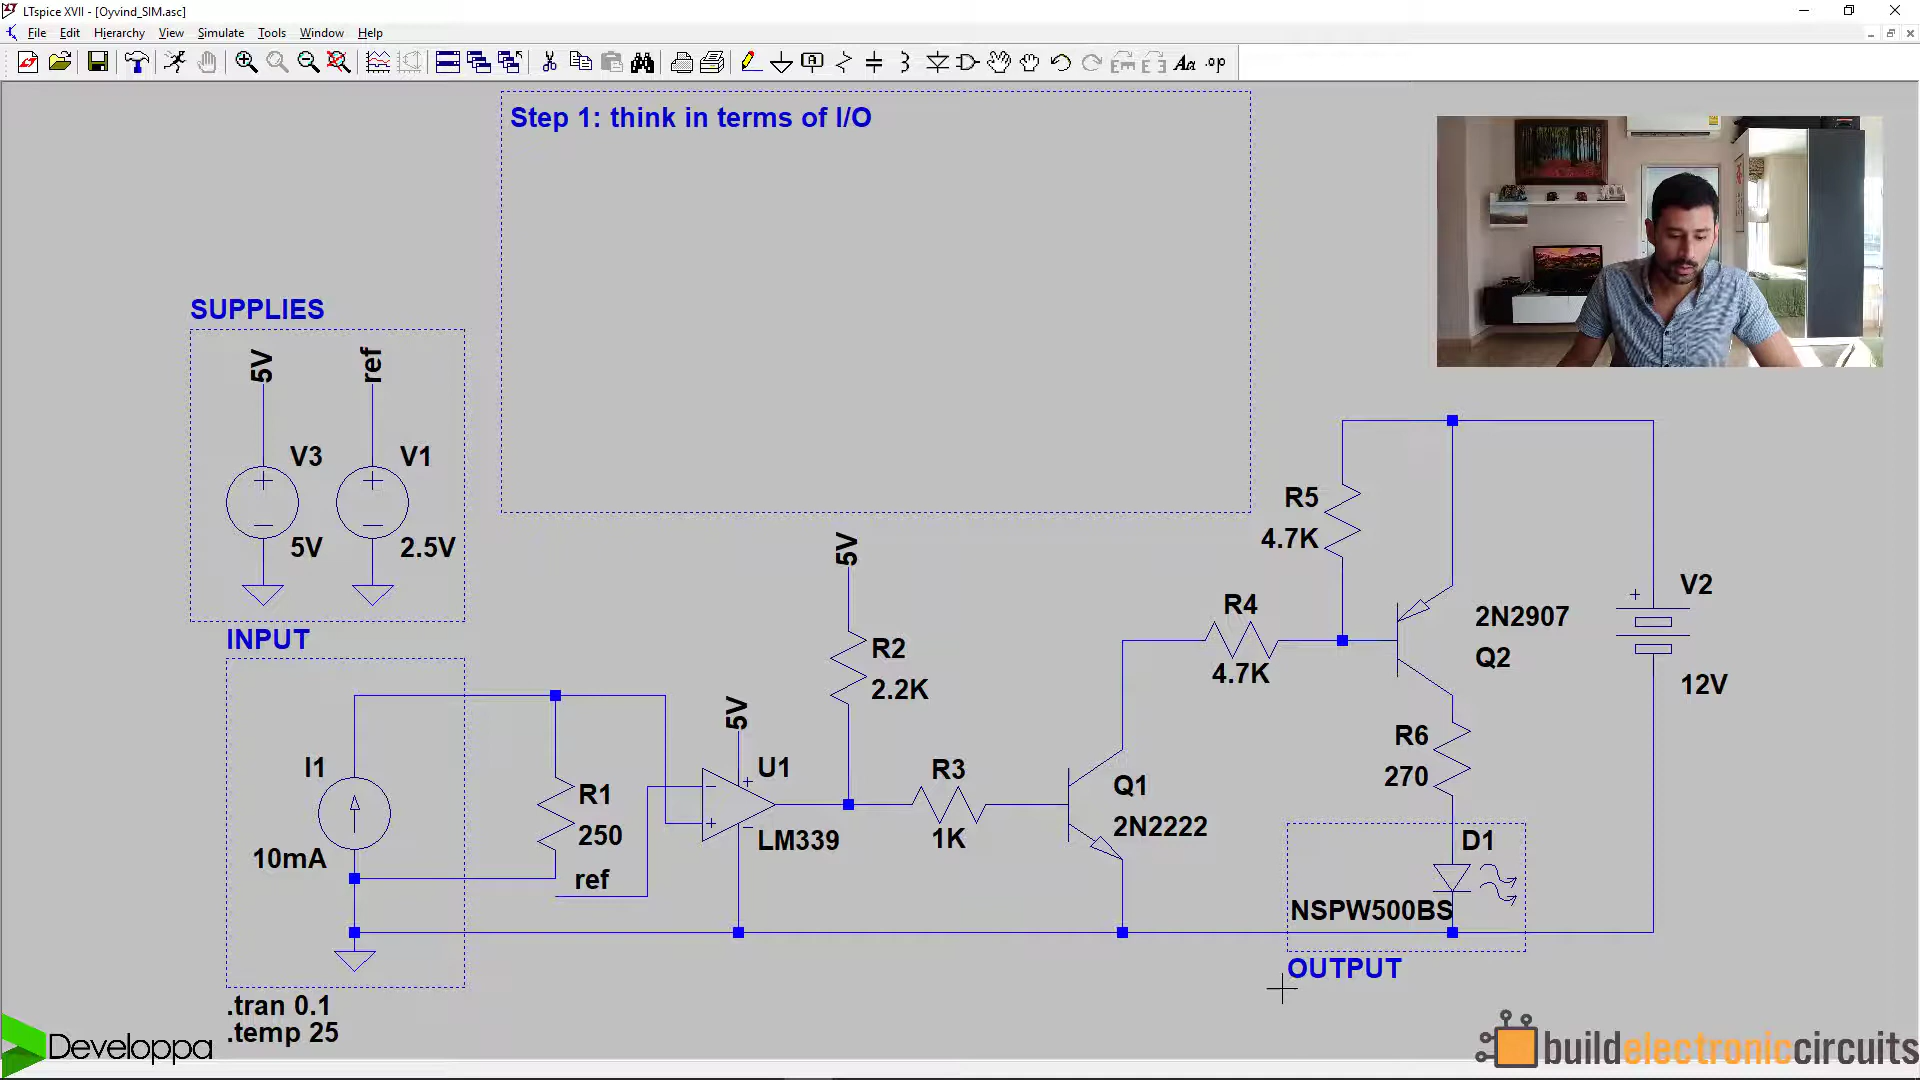 LTspice XVII - [Oyvind_SIM.asc]
File Edit Hierarchy View Simulate Tools Window Help
Aa .op
Step 1: think in terms of I/O
SUPPLIES
5V
ref
V3
V1
5V
2.5V
INPUT
I1
10mA
R1
250
ref
5V
R2
2.2K
5V
U1
LM339
R3
1K
Q1
2N2222
R4
4.7K
R5
4.7K
2N2907
Q2
R6
270
V2
12V
D1
NSPW500BS
OUTPUT
.tran 0.1
.temp 25
Developpa
buildelectroniccircuits